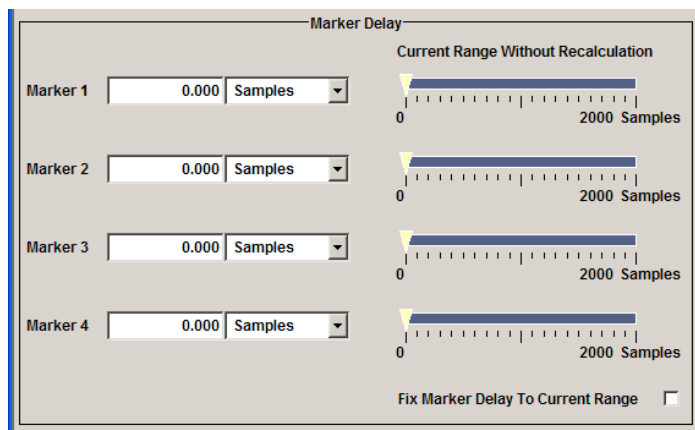 Marker Delay
Current Range Without Recalculation
Marker 1 0.000 Samples
0 2000 Samples
Marker 2 0.000 Samples
0 2000 Samples
Marker 3 0.000 Samples
0 2000 Samples
Marker 4 0.000 Samples
0 2000 Samples
Fix Marker Delay To Current Range